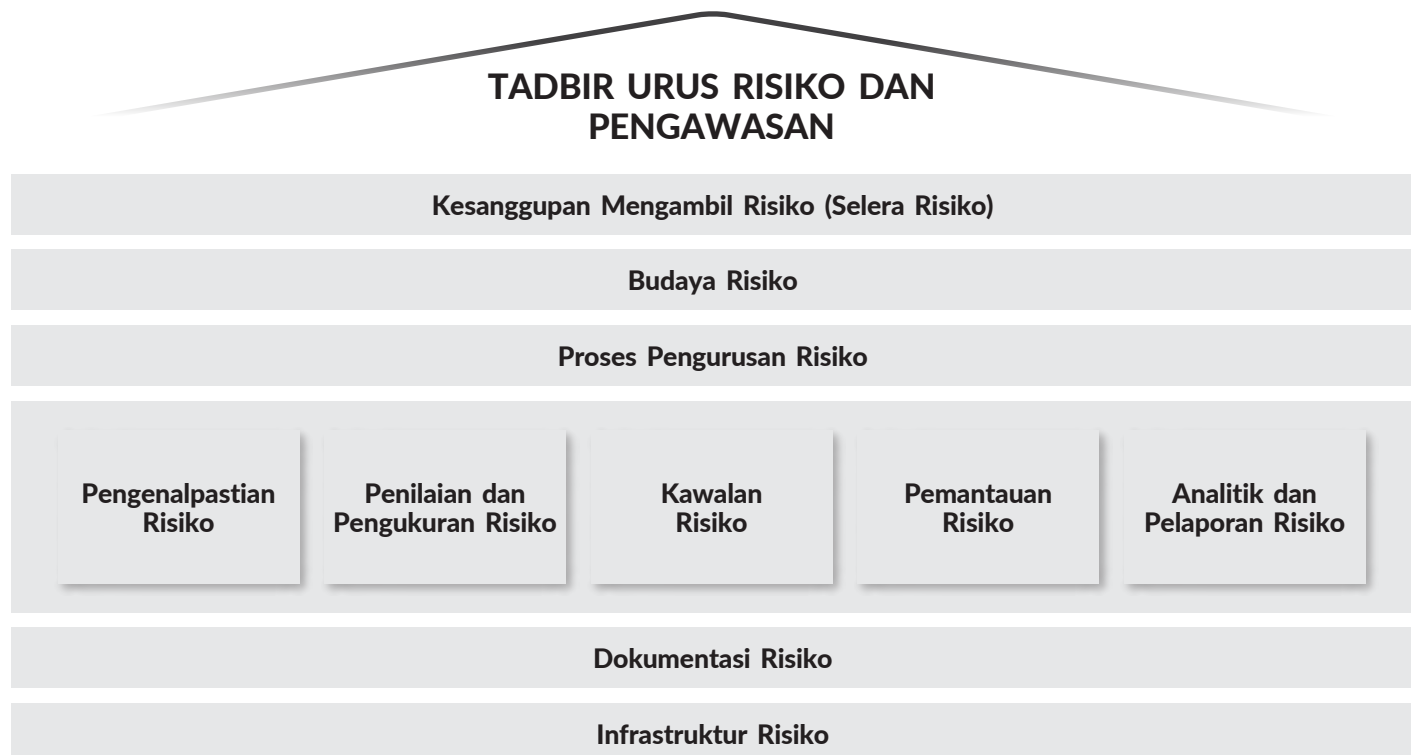 TADBIR URUS RISIKO DAN
PENGAWASAN
Kesanggupan Mengambil Risiko (Selera Risiko)
Budaya Risiko
Proses Pengurusan Risiko
Pengenalpastian
Risiko
Penilaian dan
Pengukuran Risiko
Kawalan
Risiko
Pemantauan
Risiko
Analitik dan
Pelaporan Risiko
Dokumentasi Risiko
Infrastruktur Risiko